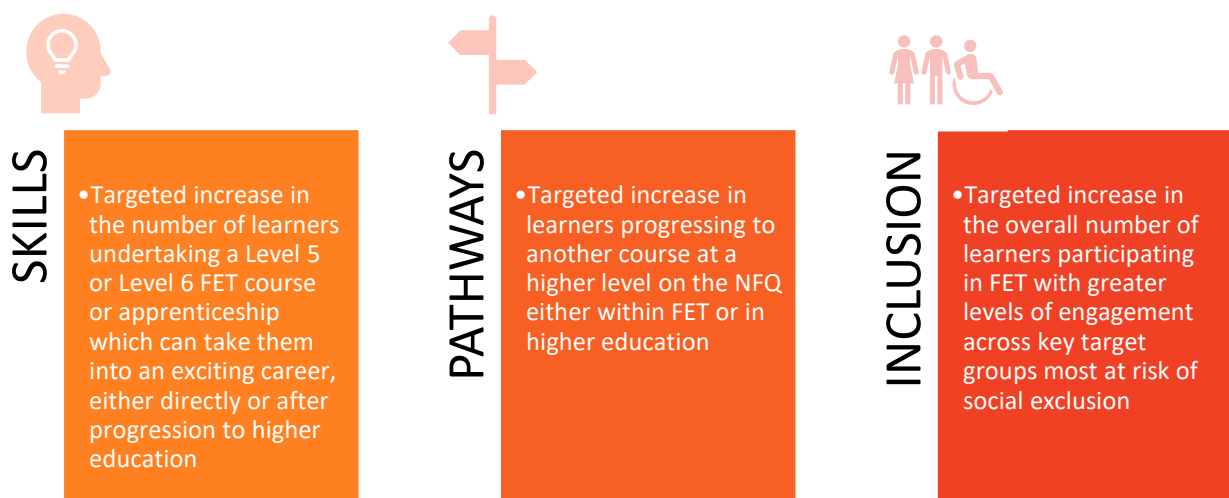 SKILLS
•Targeted increase in
the number of learners
undertaking a Level 5
or Level 6 FET course
or apprenticeship
which can take them
into an exciting career,
either directly or after
progression to higher
education
PATHWAYS
•Targeted increase in
learners progressing to
another course at a
higher level on the NFQ
either within FET or in
higher education
INCLUSION
•Targeted increase in
the overall number of
learners participating
in FET with greater
levels of engagement
across key target
groups most at risk of
social exclusion